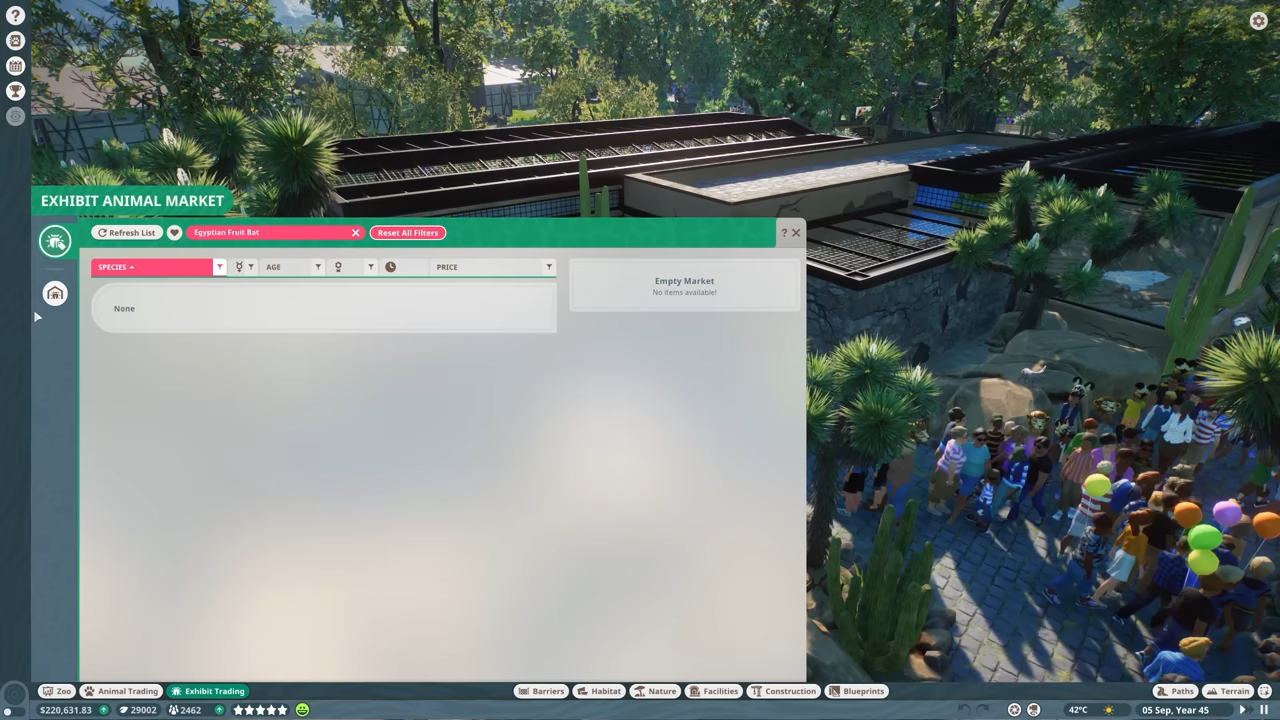 EXHIBIT ANIMAL MARKET
Refresh List
Egyptian Fruit Bat
Reset All Filters
?
SPECIES
AGE
PRICE
None
Empty Market
No items available!
Zoo
Animal Trading
Exhibit Trading
Barriers
Habitat
Nature
Facilities
Construction
Blueprints
Paths
Terrain
$220,631.83
29002
2462
42°C
05 Sep, Year 45